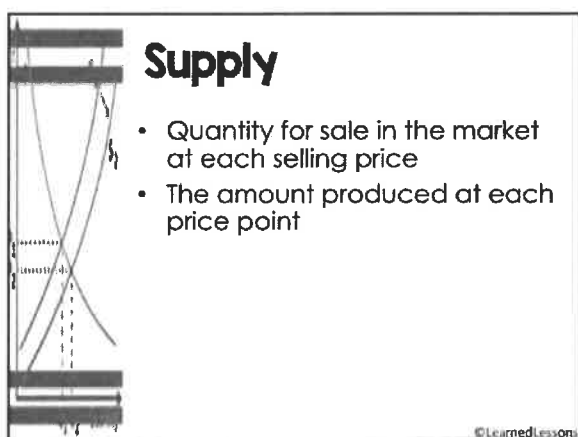 Supply
• Quantity for sale in the market
at each selling price
• The amount produced at each
price point
©LearnedLessons